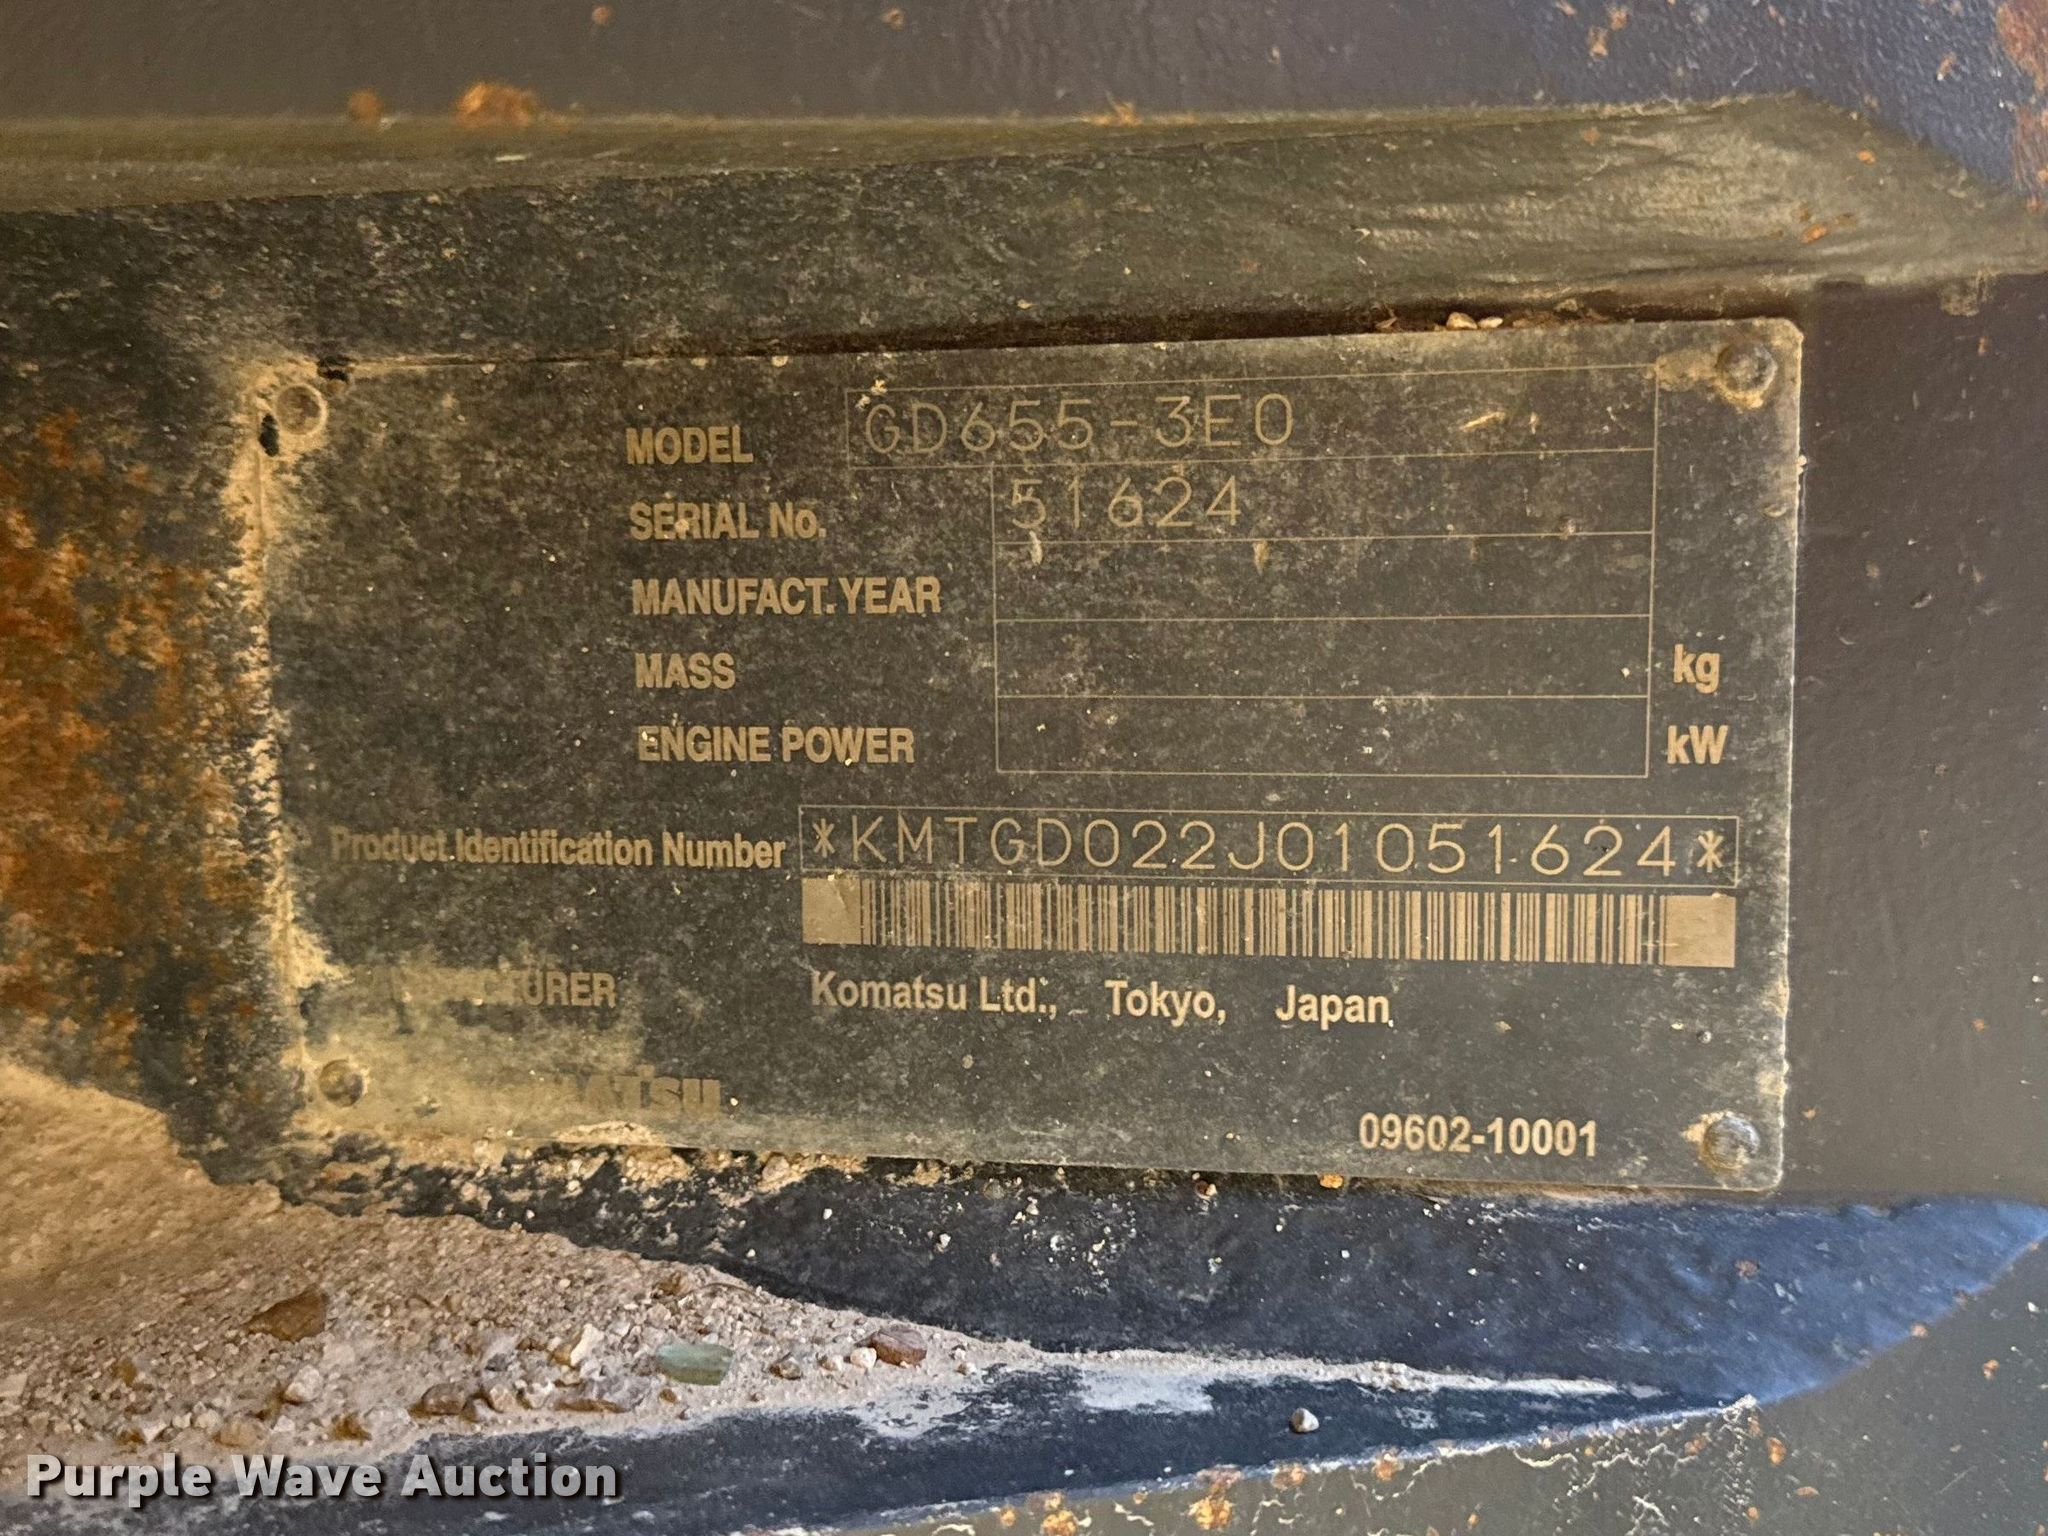 MODEL GD655-3E0
SERIAL No. 51624
MANUFACT. YEAR
MASS kg
ENGINE POWER kW
Product Identification Number *KMTGD022J01051624*
Komatsu Ltd., Tokyo, Japan
09602-10001
Purple Wave Auction